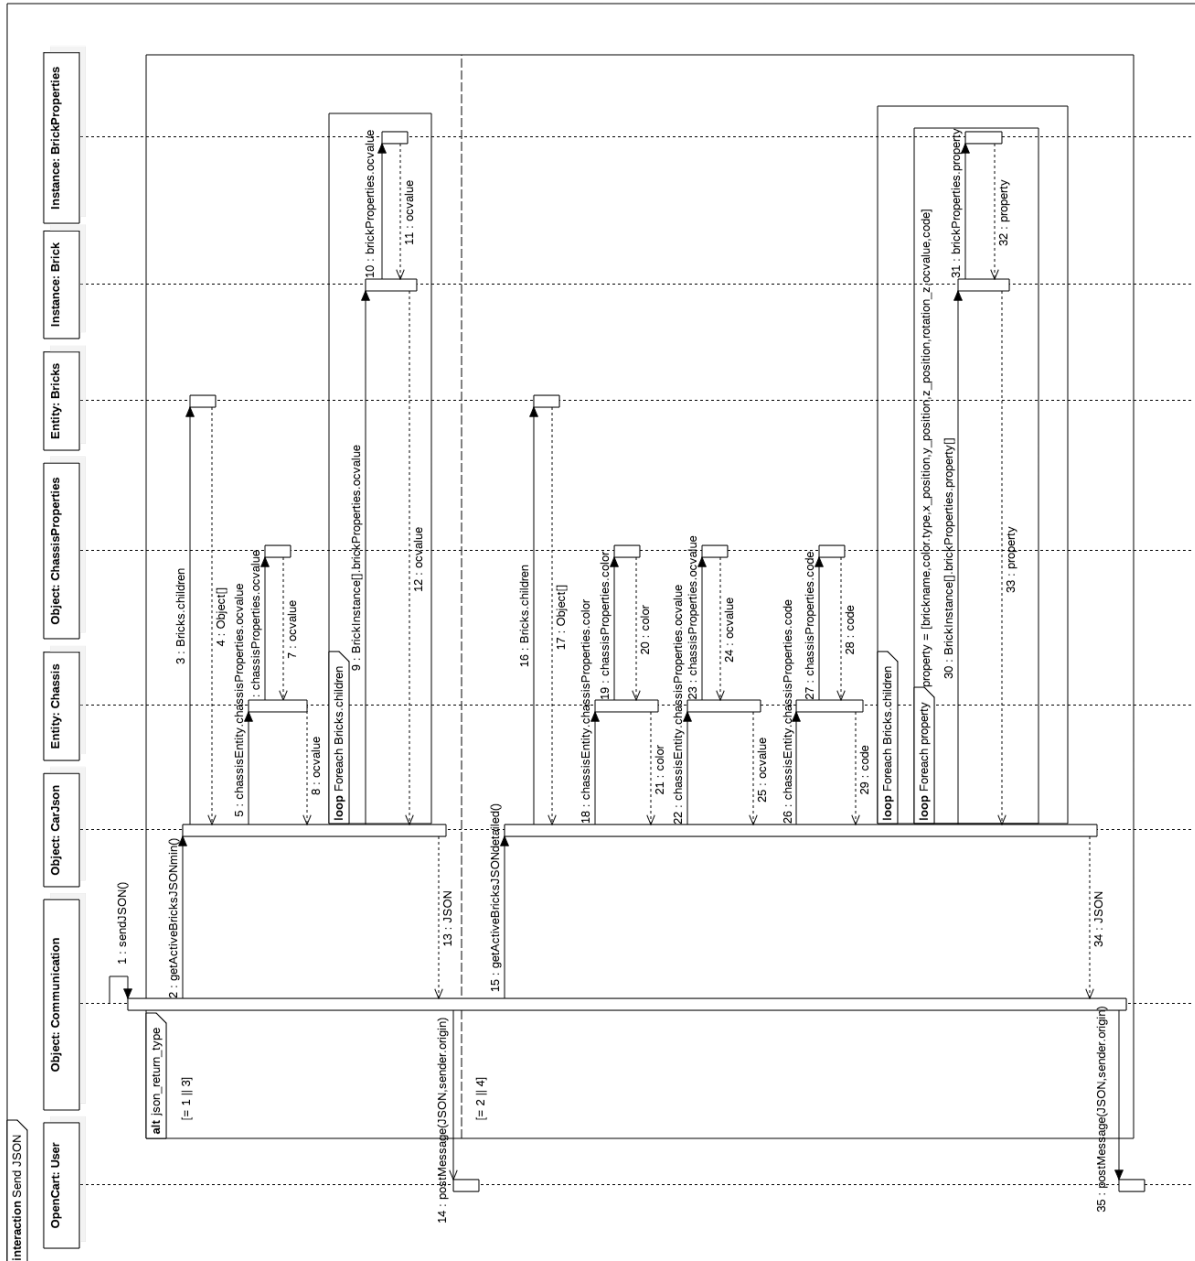 interaction Send JSON
OpenCart: User
Object: Communication
Object: CarJson
Entity: Chassis
Object: ChassisProperties
Entity: Bricks
Instance: Brick
Instance: BrickProperties
1 : sendJSON()
alt json_return_type
[= 1 || 3]
2 : getActiveBricksJSONmin()
3 : Bricks.children
4 : Object[]
5 : chassisEntity.chassisProperties.ocvalue
: chassisProperties.ocvalue
7 : ocvalue
8 : ocvalue
loop Foreach Bricks.children
9 : BrickInstance[].brickProperties.ocvalue
10 : brickProperties.ocvalue
11 : ocvalue
12 : ocvalue
13 : JSON
14 : postMessage(JSON,sender.origin)
[= 2 || 4]
15 : getActiveBricksJSONdetailed()
16 : Bricks.children
17 : Object[]
18 : chassisEntity.chassisProperties.color
19 : chassisProperties.color
20 : color
21 : color
22 : chassisEntity.chassisProperties.ocvalue
23 : chassisProperties.ocvalue
24 : ocvalue
25 : ocvalue
26 : chassisEntity.chassisProperties.code
27 : chassisProperties.code
28 : code
29 : code
loop Foreach Bricks.children
loop Foreach property
property = [brickname,color.type,x_position,y_position,z_position,rotation_z,ocvalue,code]
30 : BrickInstance[].brickProperties.property[]
31 : brickProperties.property
32 : property
33 : property
34 : JSON
35 : postMessage(JSON,sender.origin)